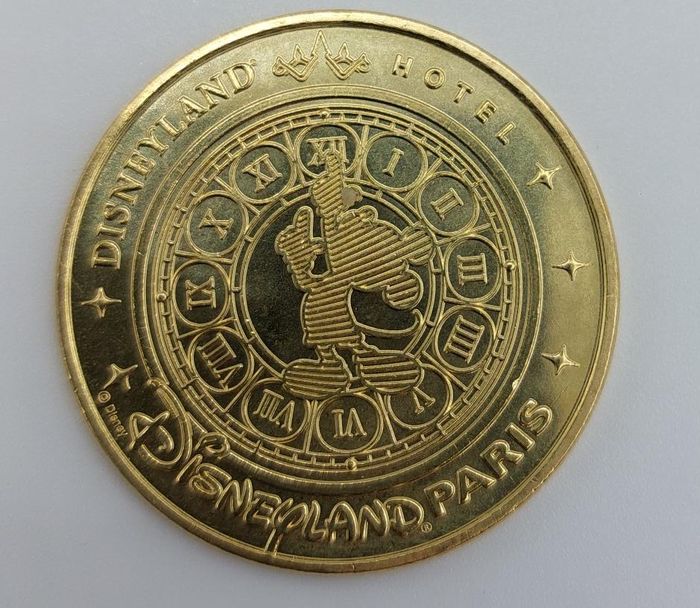 DISNEYLAND® HOTEL
XII
I
II
III
IIII
V
VI
VII
VIII
IX
X
XI
© Disney
DISNEYLAND® PARIS